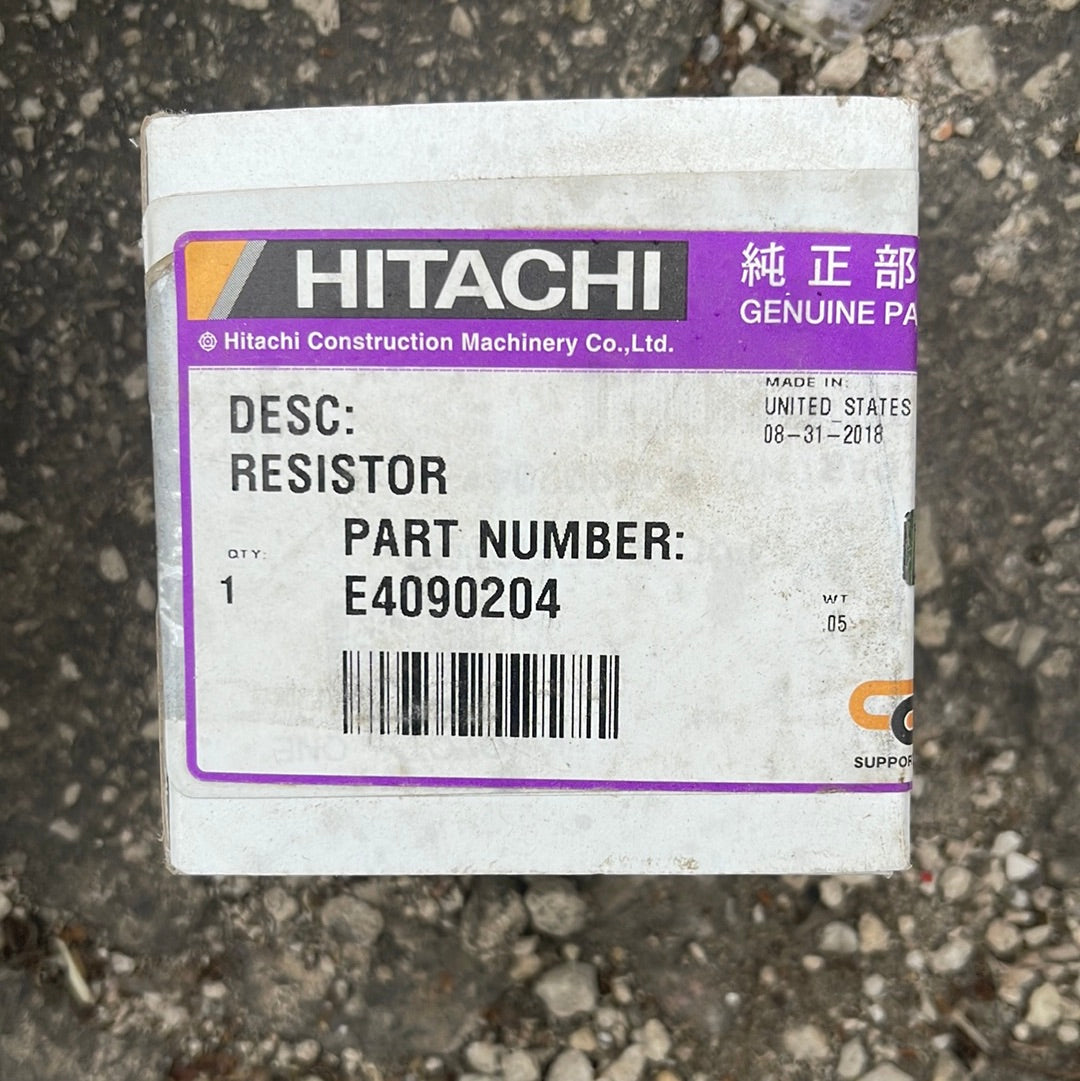 HITACHI
純正部
GENUINE PA
Hitachi Construction Machinery Co.,Ltd.
MADE IN:
UNITED STATES
08-31-2018
DESC:
RESISTOR
PART NUMBER:
E4090204
QTY:
1
WT
.05
SUPPOR